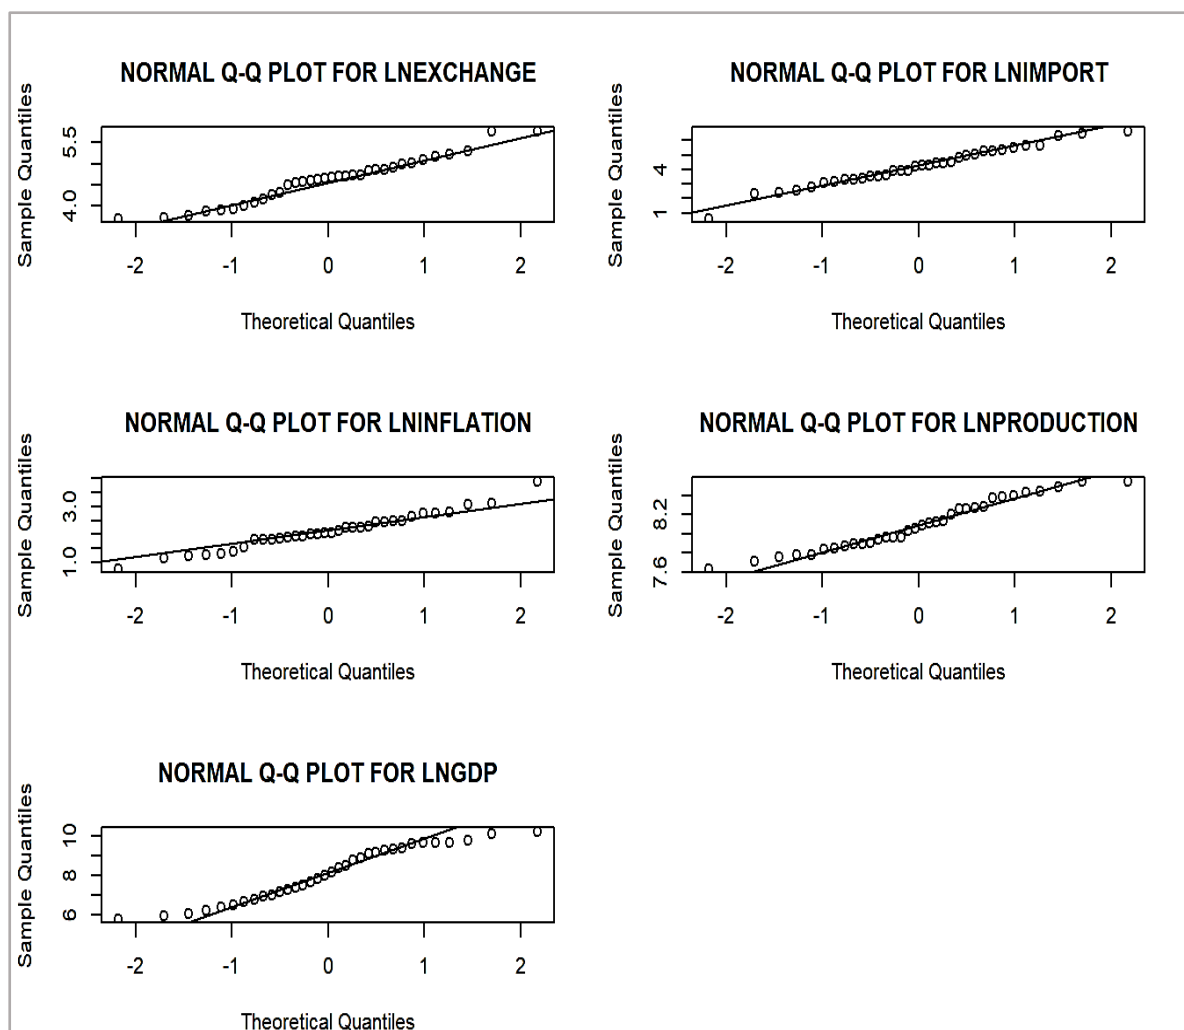 NORMAL Q-Q PLOT FOR LNEXCHANGE
Sample Quantiles
5.5
4.0
-2 -1 0 1 2
Theoretical Quantiles
NORMAL Q-Q PLOT FOR LNIMPORT
Sample Quantiles
4
1
-2 -1 0 1 2
Theoretical Quantiles
NORMAL Q-Q PLOT FOR LNINFLATION
Sample Quantiles
3.0
1.0
-2 -1 0 1 2
Theoretical Quantiles
NORMAL Q-Q PLOT FOR LNPRODUCTION
Sample Quantiles
8.2
7.6
-2 -1 0 1 2
Theoretical Quantiles
NORMAL Q-Q PLOT FOR LNGDP
Sample Quantiles
10
8
6
-2 -1 0 1 2
Theoretical Quantiles